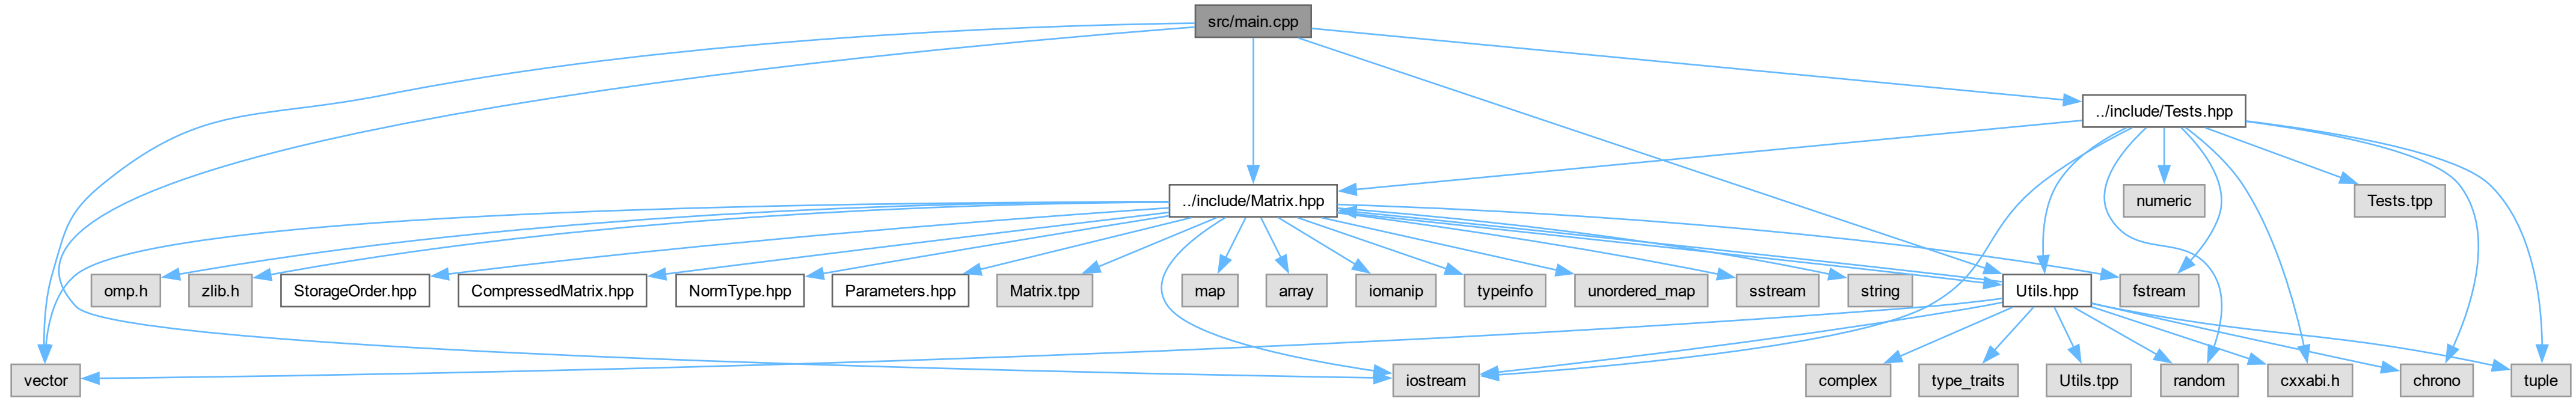 src/main.cpp
../include/Tests.hpp
../include/Matrix.hpp
numeric
Tests.tpp
omp.h
zlib.h
StorageOrder.hpp
CompressedMatrix.hpp
NormType.hpp
Parameters.hpp
Matrix.tpp
map
array
iomanip
typeinfo
unordered_map
sstream
string
Utils.hpp
fstream
vector
iostream
complex
type_traits
Utils.tpp
random
cxxabi.h
chrono
tuple